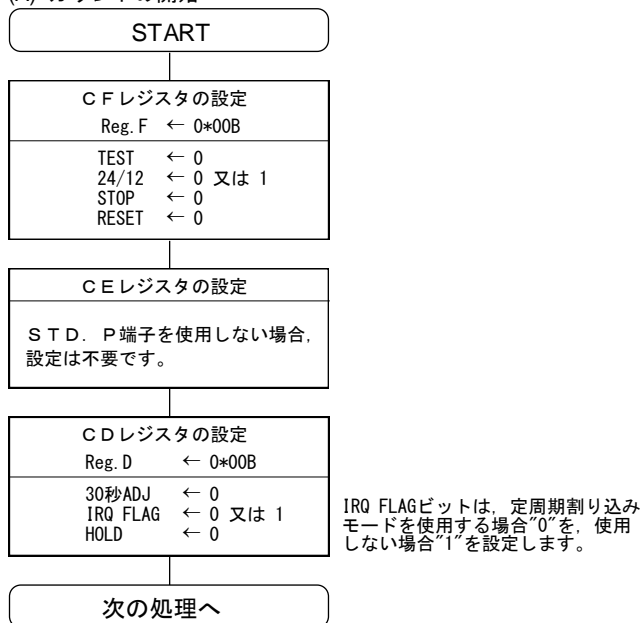 (A) カウントの開始
START
ＣＦレジスタの設定
Reg.F ← 0*00B
TEST ← 0
24/12 ← 0 又は 1
STOP ← 0
RESET ← 0
ＣＥレジスタの設定
ＳＴＤ．Ｐ端子を使用しない場合,
設定は不要です。
ＣＤレジスタの設定
Reg.D ← 0*00B
30秒ADJ ← 0
IRQ FLAG ← 0 又は 1
HOLD ← 0
IRQ FLAGビットは, 定周期割り込み
モードを使用する場合"0"を, 使用
しない場合"1"を設定します。
次の処理へ